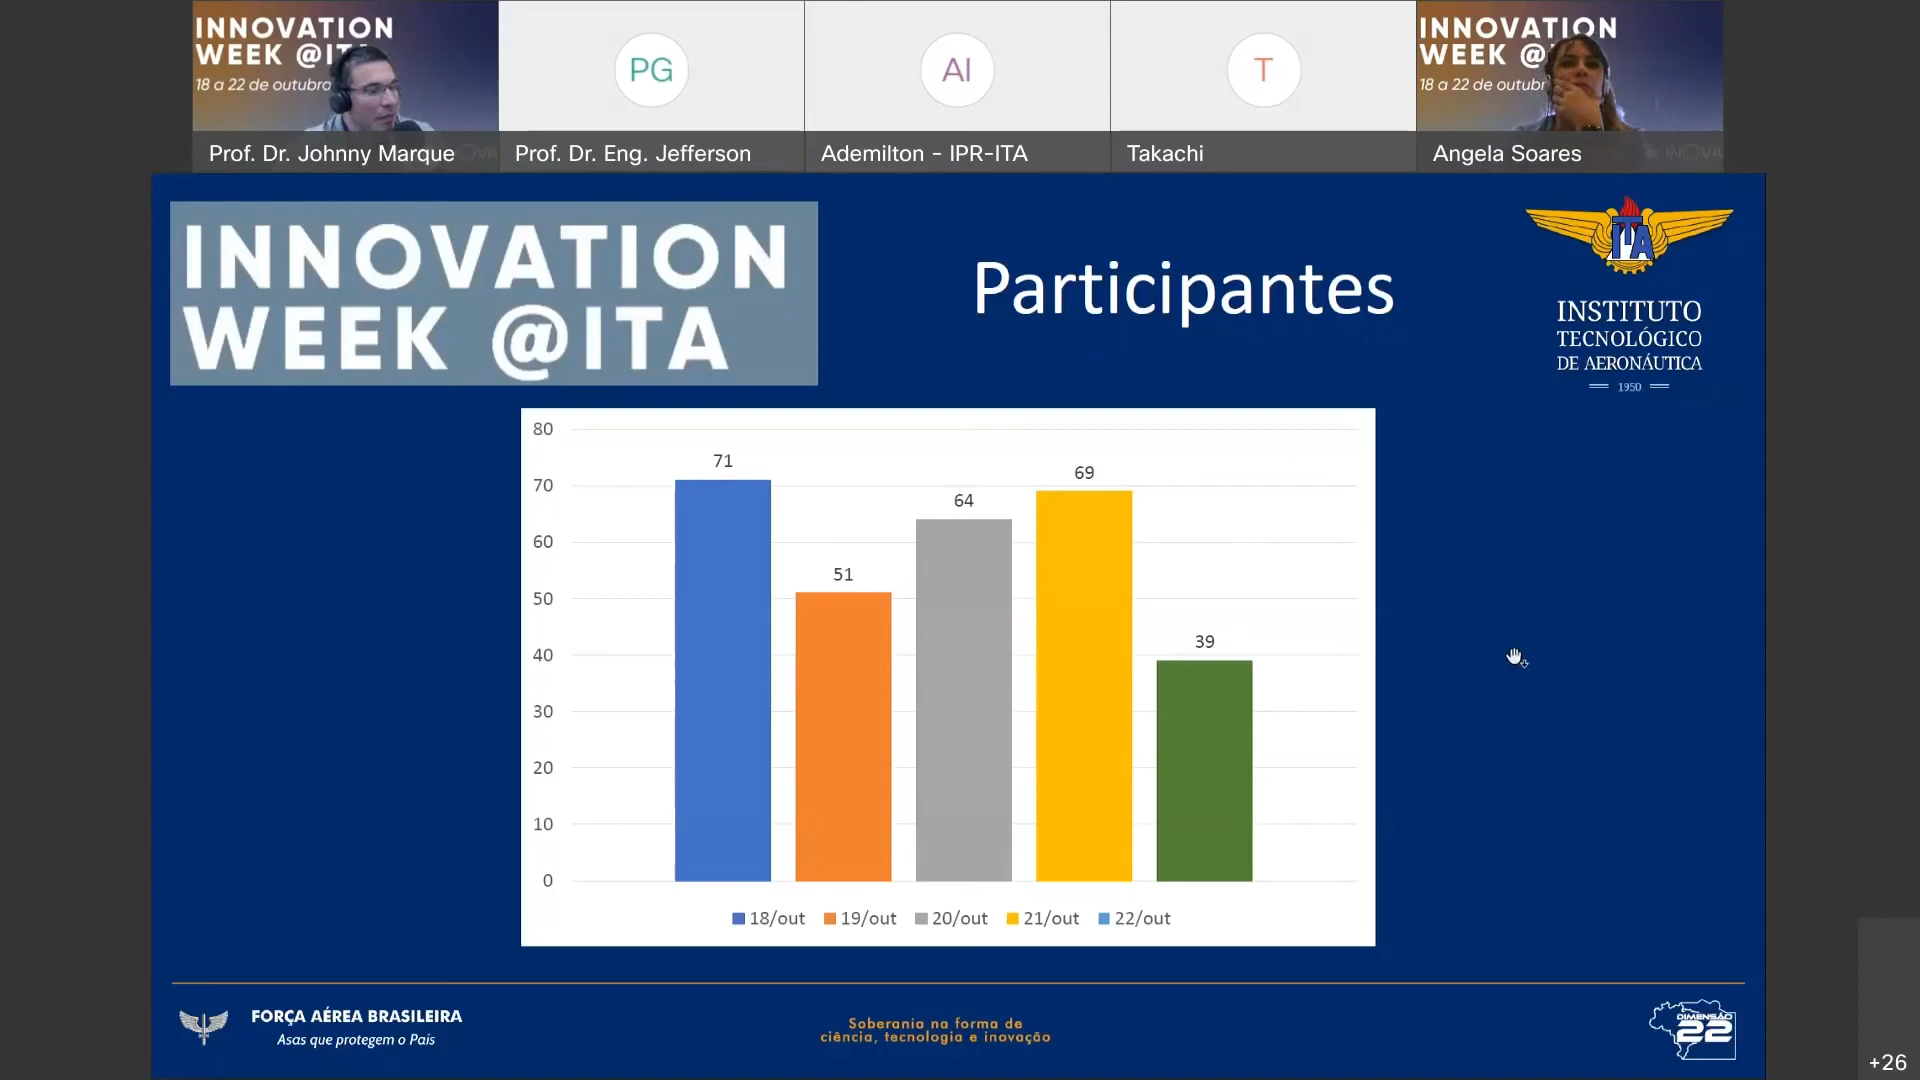 INNOVATION
WEEK @IT
18 a 22 de outubro
PG
AI
T
INNOVATION
WEEK @
18 a 22 de outubr
Prof. Dr. Johnny Marque
Prof. Dr. Eng. Jefferson
Ademilton - IPR-ITA
Takachi
Angela Soares
INNOVATION
WEEK @ITA
Participantes
ITA
INSTITUTO
TECNOLÓGICO
DE AERONÁUTICA
1950
80
70
60
50
40
30
20
10
0
71
51
64
69
39
18/out 19/out 20/out 21/out 22/out
FORÇA AÉREA BRASILEIRA
Asas que protegem o País
Soberania na forma de
ciência, tecnologia e inovação
DIMENSÃO
22
+26